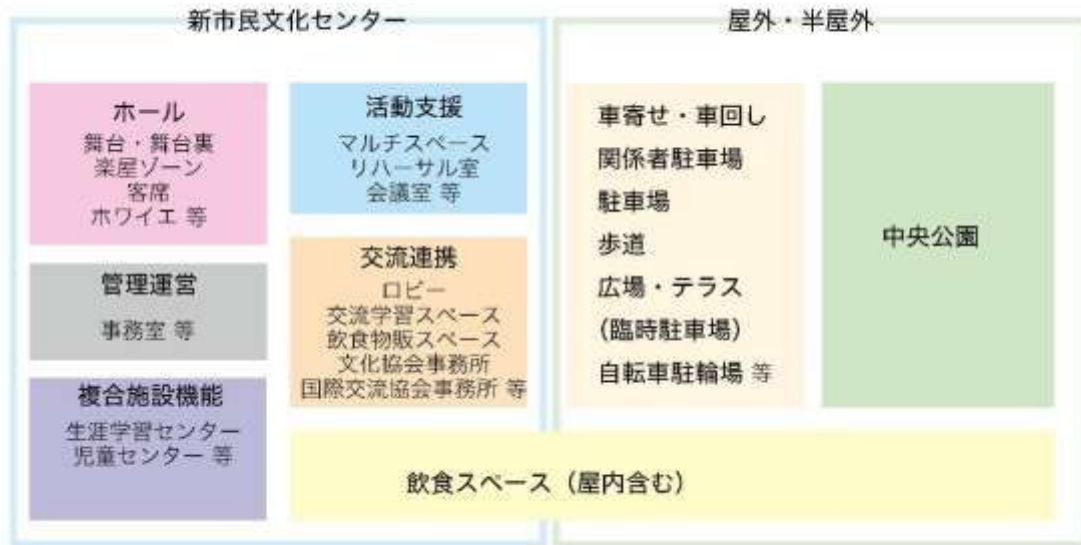 新市民文化センター
ホール
舞台・舞台裏
楽屋ゾーン
客席
ホワイエ 等
管理運営
事務室 等
複合施設機能
生涯学習センター
児童センター 等
活動支援
マルチスペース
リハーサル室
会議室 等
交流連携
ロビー
交流学習スペース
飲食物販スペース
文化協会事務所
国際交流協会事務所 等
屋外・半屋外
車寄せ・車回し
関係者駐車場
駐車場
歩道
広場・テラス
(臨時駐車場)
自転車駐輪場 等
中央公園
飲食スペース（屋内含む）